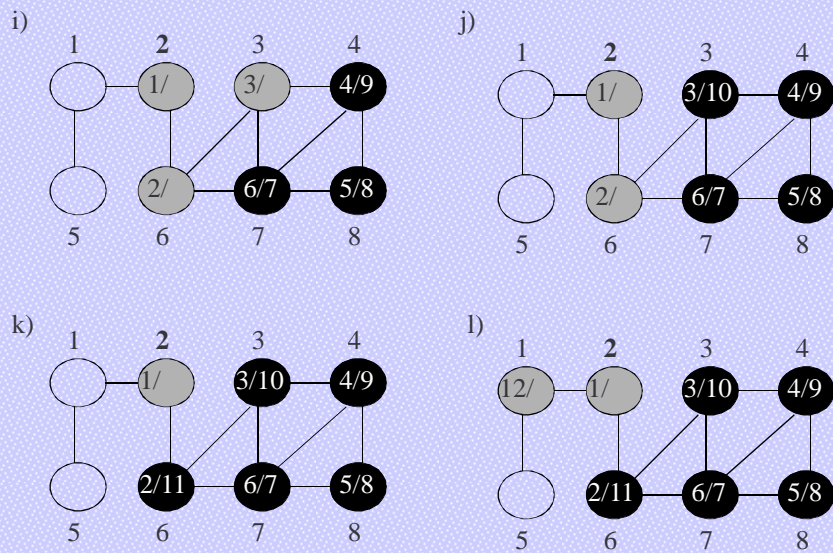 i)
1 2 3 4
1/ 3/ 4/9
2/ 6/7 5/8
5 6 7 8
j)
1 2 3 4
1/ 3/10 4/9
2/ 6/7 5/8
5 6 7 8
k)
1 2 3 4
1/ 3/10 4/9
2/11 6/7 5/8
5 6 7 8
l)
1 2 3 4
12/ 1/ 3/10 4/9
2/11 6/7 5/8
5 6 7 8